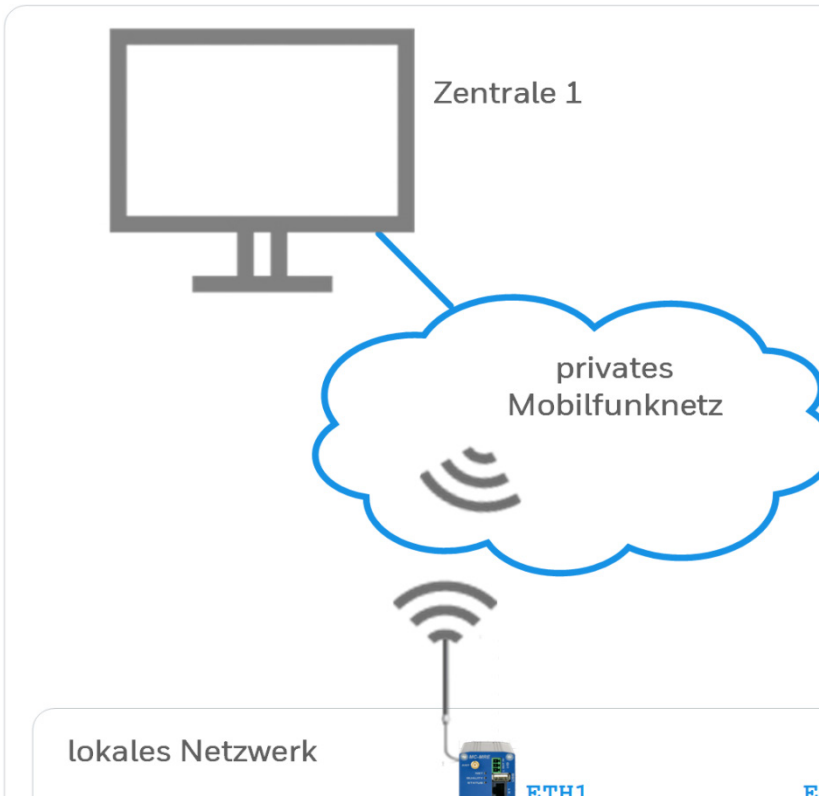 Zentrale 1
privates
Mobilfunknetz
lokales Netzwerk
ETH1